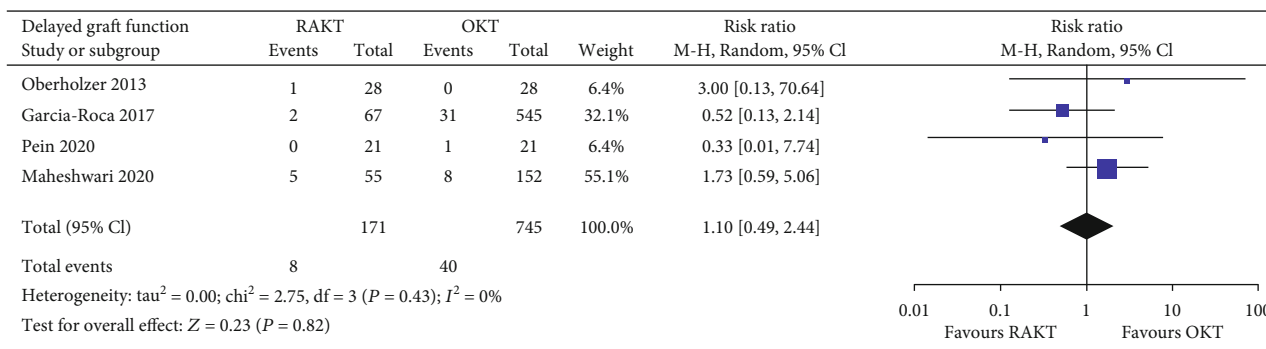 Delayed graft function RAKT OKT Risk ratio Risk ratio
Study or subgroup Events Total Events Total Weight M-H, Random, 95% CI M-H, Random, 95% CI
Oberholzer 2013 1 28 0 28 6.4% 3.00 [0.13, 70.64]
Garcia-Roca 2017 2 67 31 545 32.1% 0.52 [0.13, 2.14]
Pein 2020 0 21 1 21 6.4% 0.33 [0.01, 7.74]
Maheshwari 2020 5 55 8 152 55.1% 1.73 [0.59, 5.06]
Total (95% CI) 171 745 100.0% 1.10 [0.49, 2.44]
Total events 8 40
Heterogeneity: tau² = 0.00; chi² = 2.75, df = 3 (P = 0.43); I² = 0%
Test for overall effect: Z = 0.23 (P = 0.82)
0.01 0.1 1 10 100
Favours RAKT Favours OKT